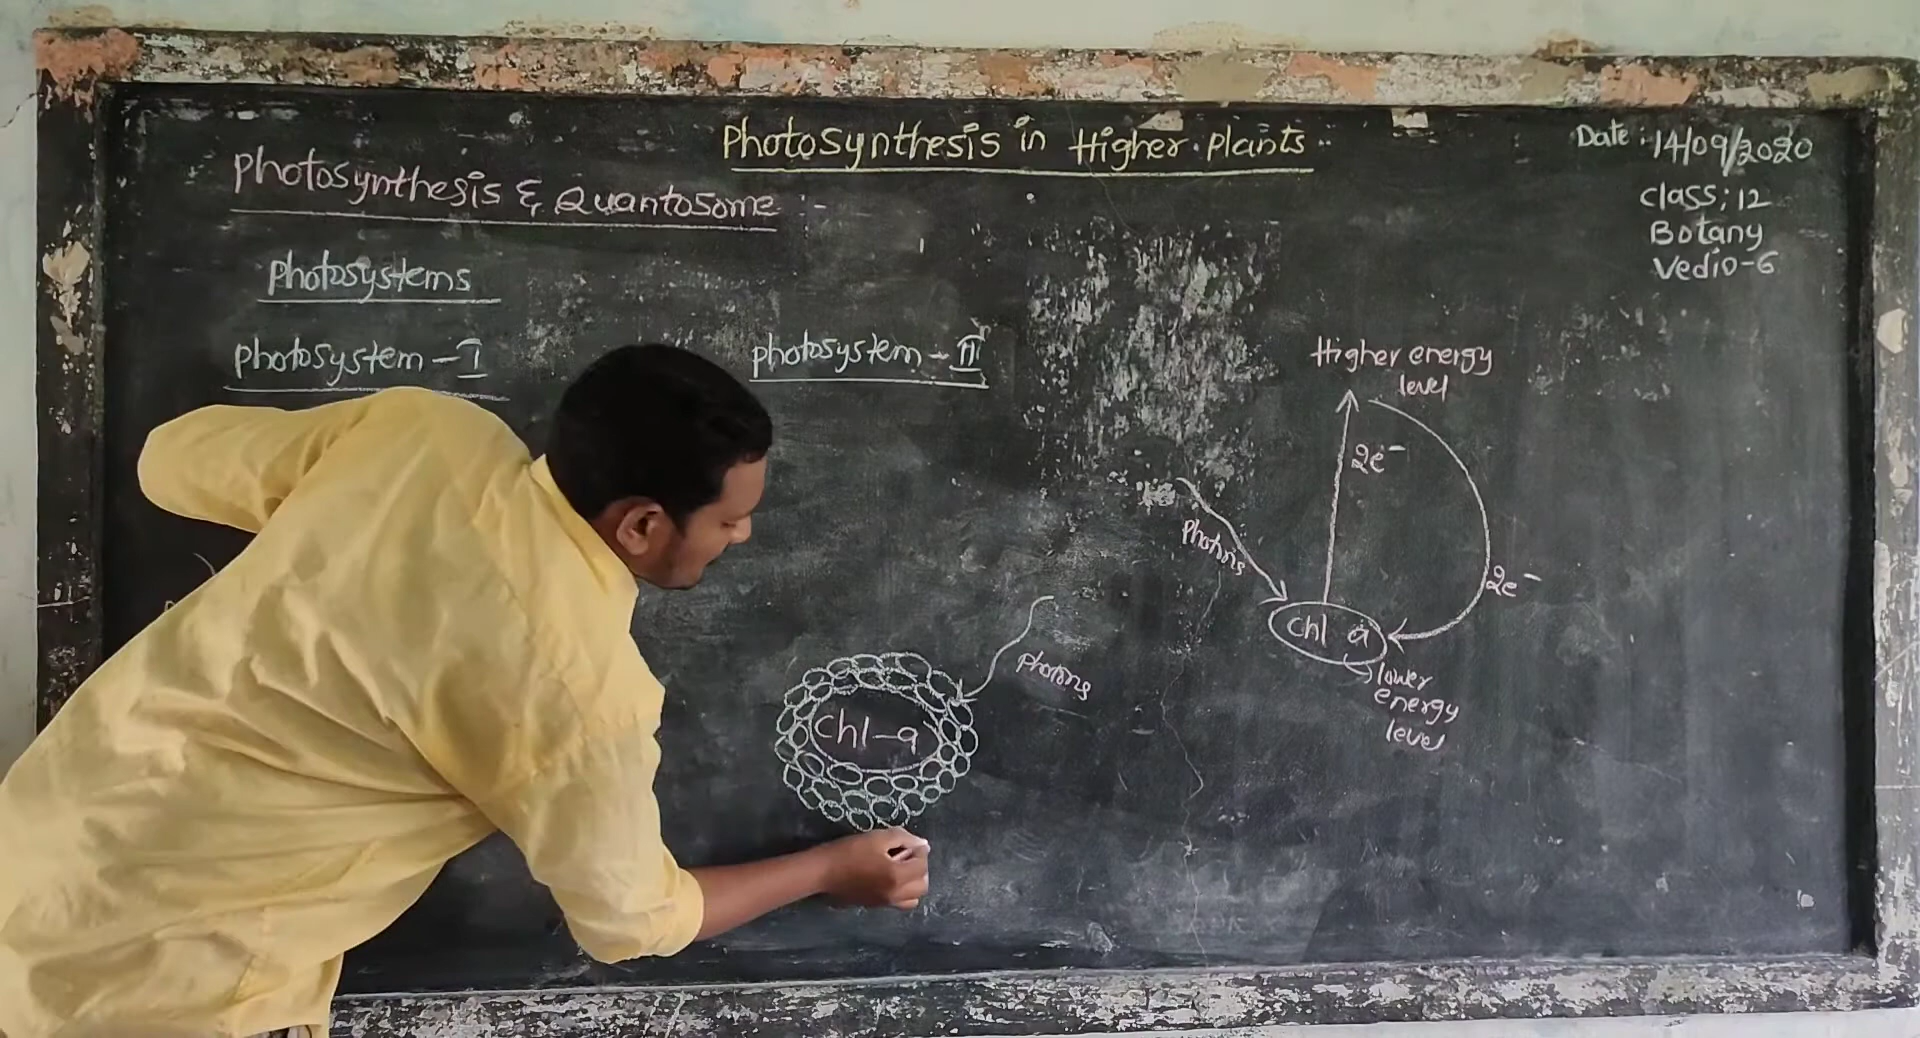 Photosynthesis in Higher Plants
Date: 14/09/2020
class; 12
Botany
Vedio-6
Photosynthesis & Quantosome :-
photosystems
photosystem - I
photosystem - II
Higher energy
level
2e-
photons
2e-
chl a
lower
energy
level
photons
chl-a